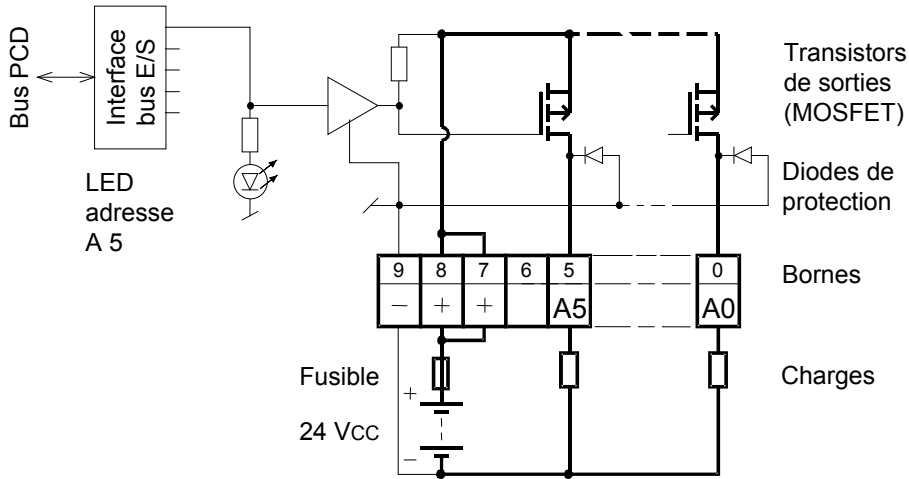 Bus PCD
Interface
bus E/S
LED
adresse
A 5
Transistors
de sorties
(MOSFET)
Diodes de
protection
9 8 7 6 5 0
– + + A5 A0
Bornes
Fusible
Charges
+
24 VCC
–